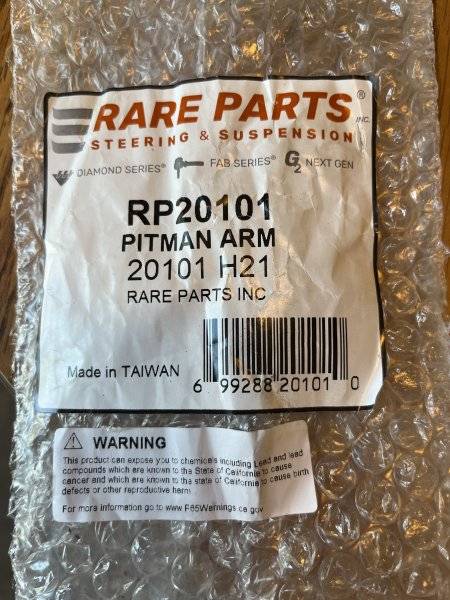 RARE PARTS® INC.
STEERING & SUSPENSION
DIAMOND SERIES® FAB SERIES® G2 NEXT GEN
RP20101
PITMAN ARM
20101 H21
RARE PARTS INC
Made in TAIWAN
6 99288 20101 0
WARNING
This product can expose you to chemicals including Lead and lead
compounds which are known to the State of California to cause
cancer and which are known to the state of California to cause birth
defects or other reproductive harm
For more information go to www.P65Warnings.ca.gov